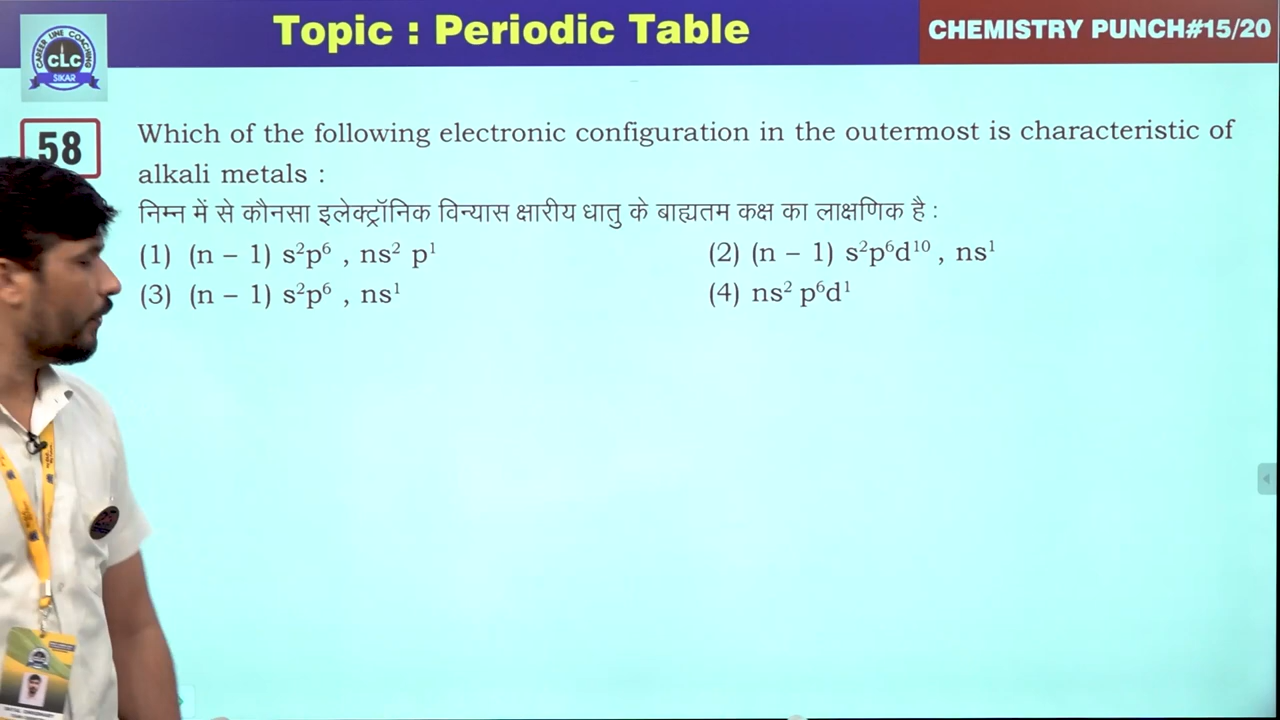 Topic : Periodic Table
CHEMISTRY PUNCH#15/20
CAREER LINE COACHING
CLC
SIKAR
58
Which of the following electronic configuration in the outermost is characteristic of
alkali metals :
निम्न में से कौनसा इलेक्ट्रॉनिक विन्यास क्षारीय धातु के बाह्यतम कक्ष का लाक्षणिक है :
(1) (n – 1) s²p⁶ , ns² p¹
(2) (n – 1) s²p⁶d¹⁰ , ns¹
(3) (n – 1) s²p⁶ , ns¹
(4) ns² p⁶d¹